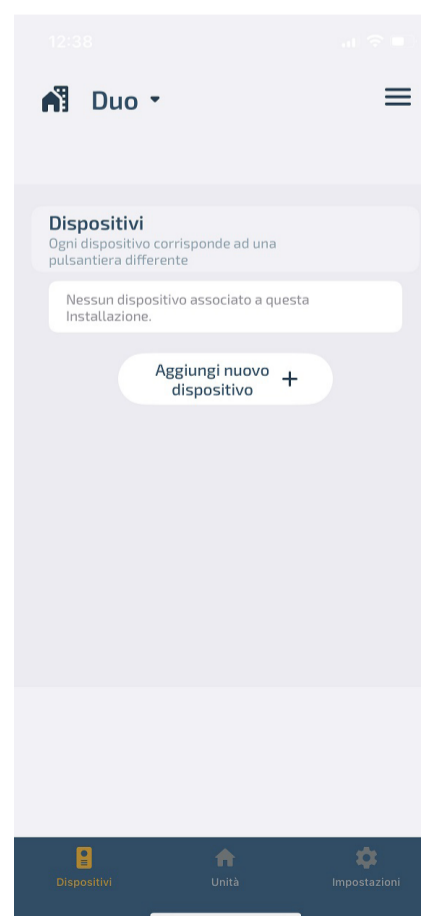 12:38
Duo
Dispositivi
Ogni dispositivo corrisponde ad una
pulsantiera differente
Nessun dispositivo associato a questa
Installazione.
Aggiungi nuovo
dispositivo +
Dispositivi
Unità
Impostazioni